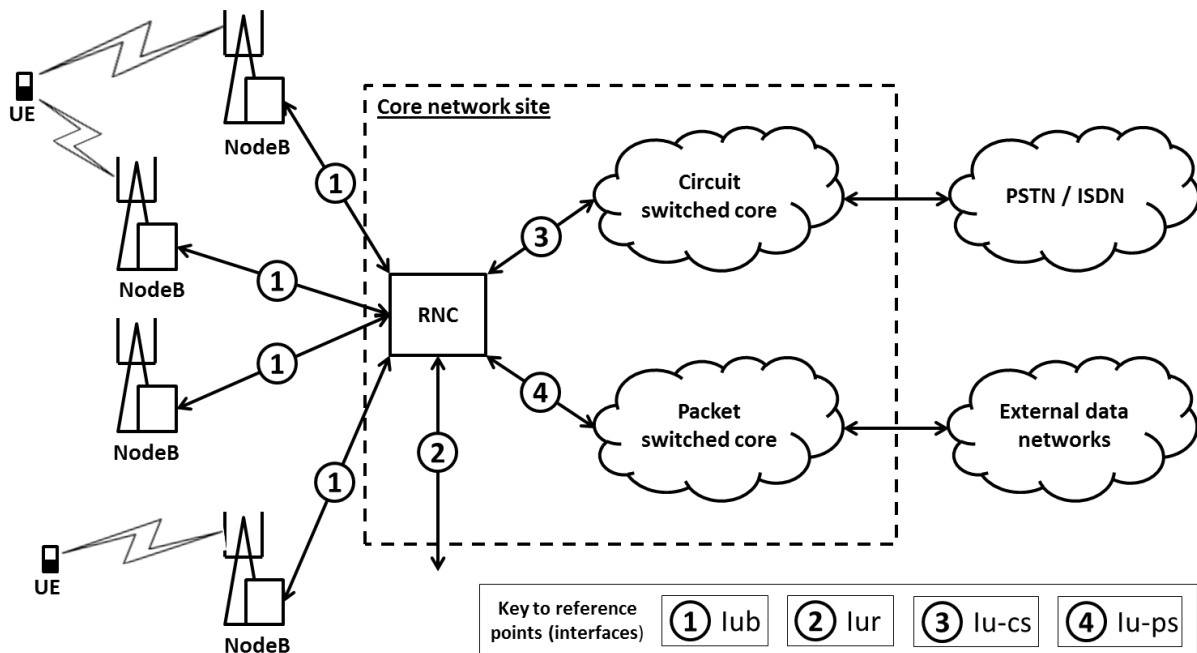 UE
NodeB
1
Core network site
Circuit
switched core
PSTN / ISDN
3
NodeB
1
RNC
1
4
Packet
switched core
External data
networks
NodeB
2
1
UE
NodeB
Key to reference
points (interfaces)
1 Iub
2 Iur
3 Iu-cs
4 Iu-ps